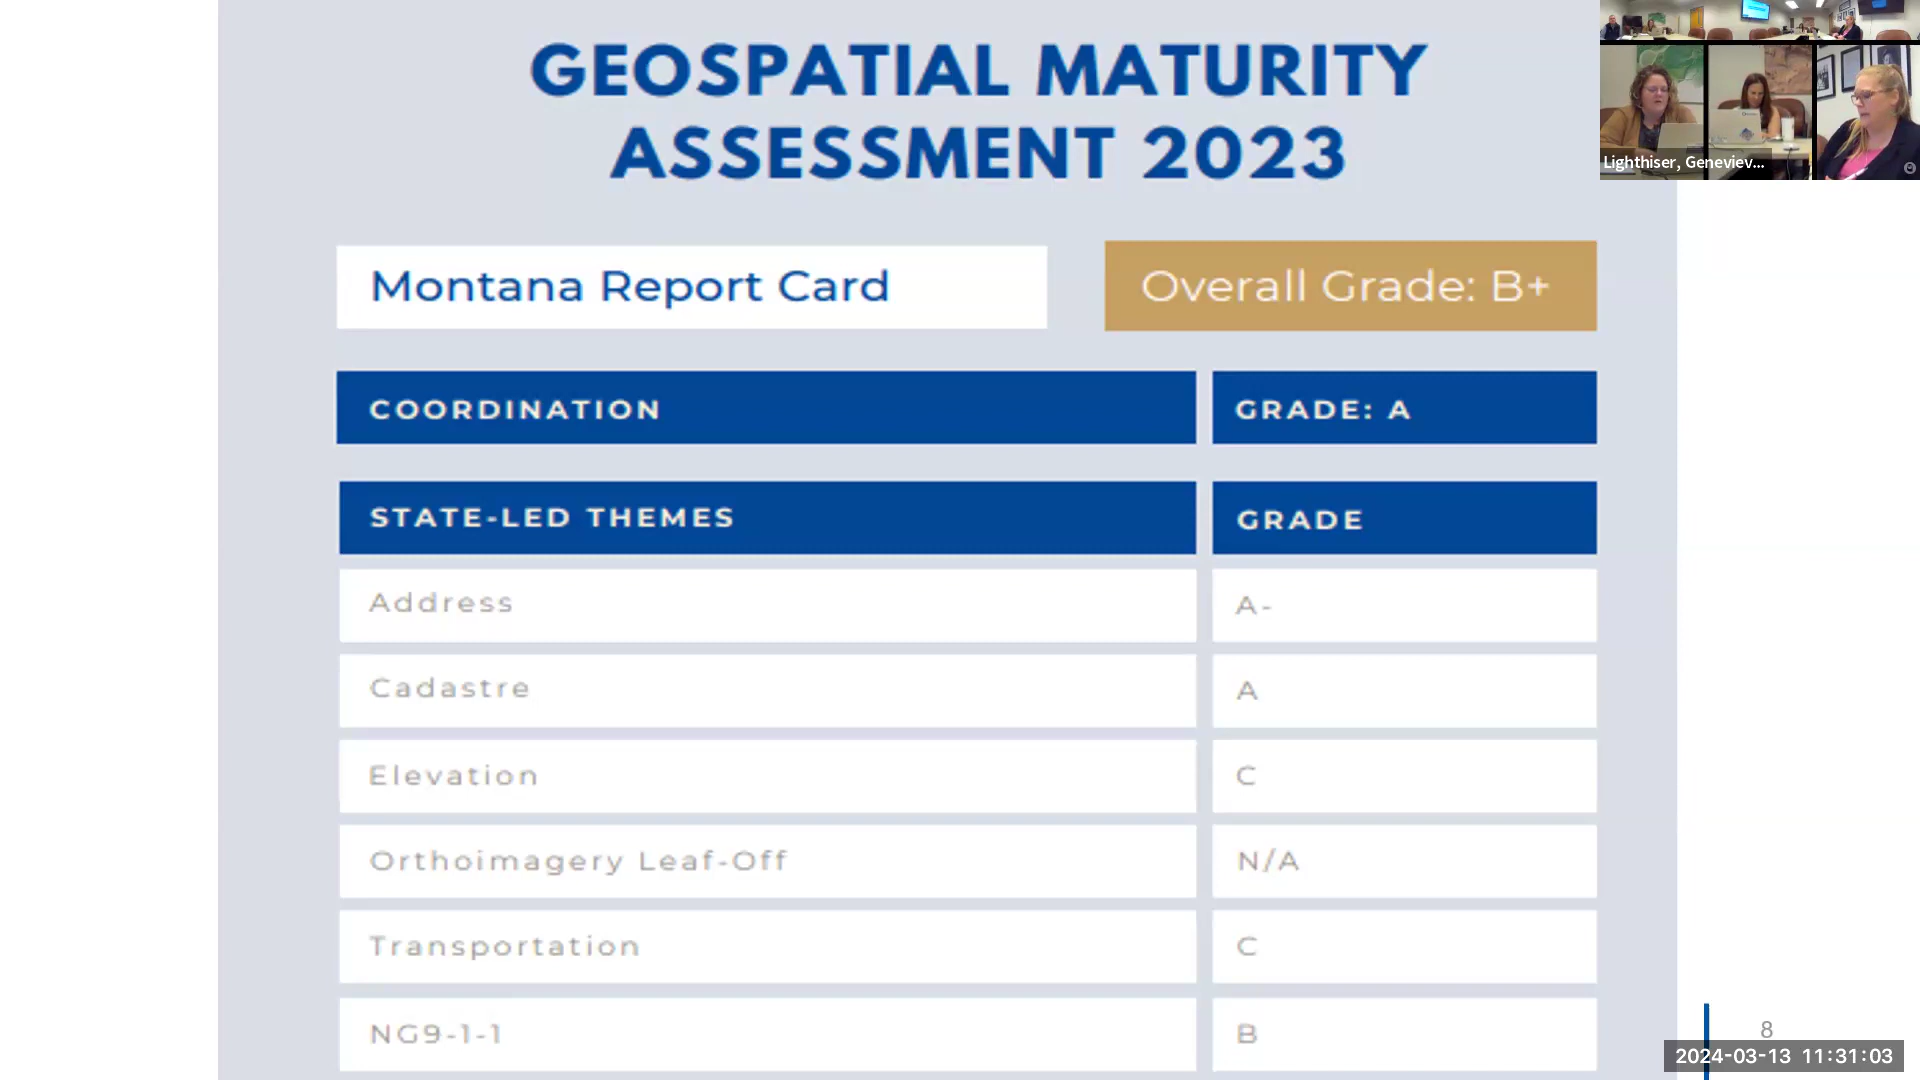 GEOSPATIAL MATURITY
ASSESSMENT 2023
Lighthiser, Geneviev...
Montana Report Card
Overall Grade: B+
COORDINATION
GRADE: A
STATE-LED THEMES
GRADE
Address
A-
Cadastre
A
Elevation
C
Orthoimagery Leaf-Off
N/A
Transportation
C
NG9-1-1
B
8
2024-03-13 11:31:03